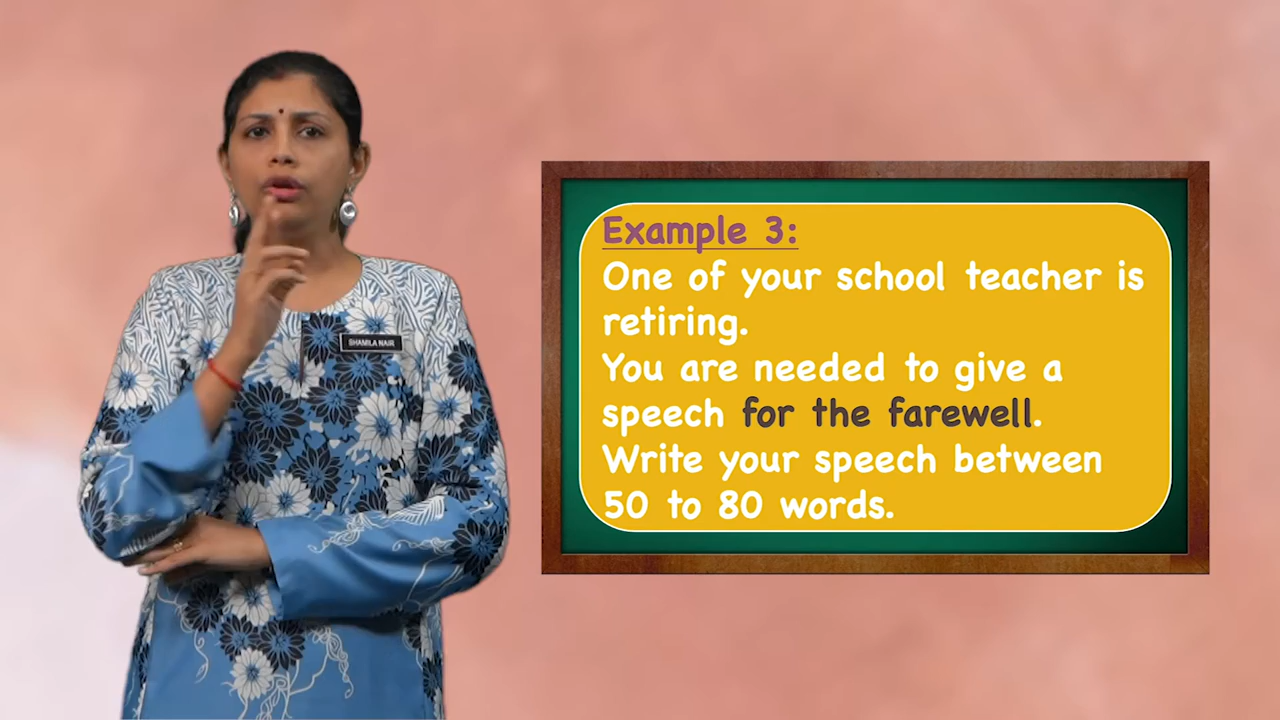 SHAMILA NAIR
Example 3:
One of your school teacher is
retiring.
You are needed to give a
speech for the farewell.
Write your speech between
50 to 80 words.